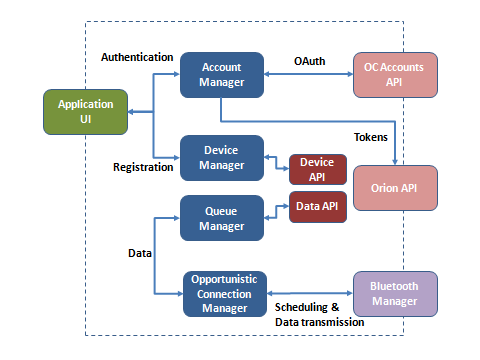 Authentication
Account
Manager
OAuth
OC Accounts
API
Application
UI
Tokens
Device
Manager
Registration
Device
API
Orion API
Queue
Manager
Data API
Data
Opportunistic
Connection
Manager
Scheduling &
Data transmission
Bluetooth
Manager